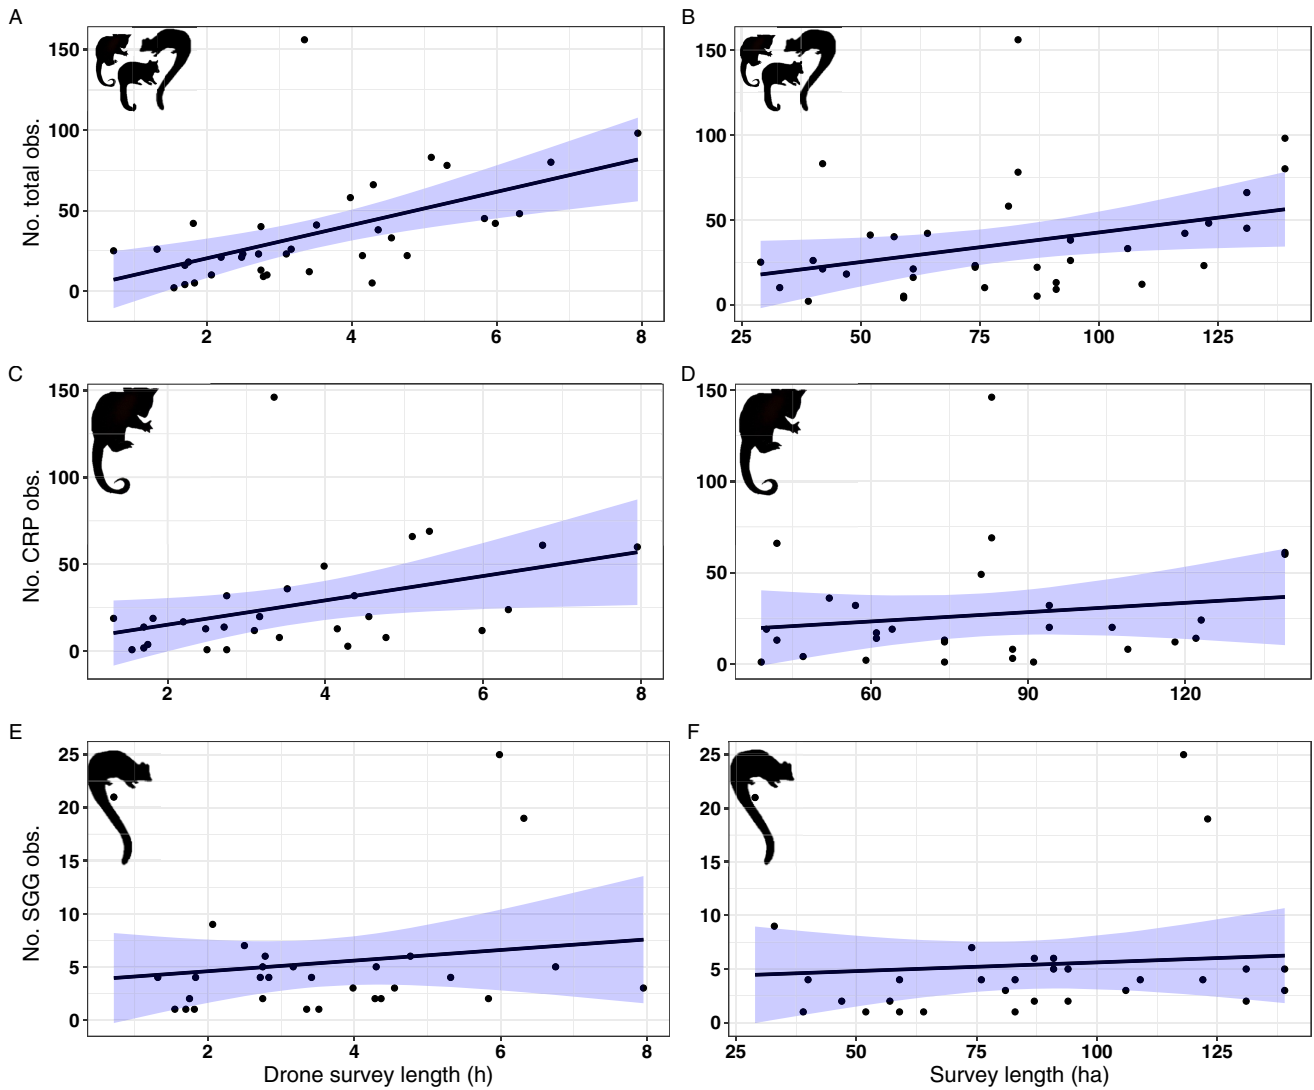 A
No. total obs.
150
100
50
0
2 4 6 8
B
150
100
50
0
25 50 75 100 125
C
No. CRP obs.
150
100
50
0
2 4 6 8
D
150
100
50
0
60 90 120
E
No. SGG obs.
25
20
15
10
5
0
2 4 6 8
Drone survey length (h)
F
25
20
15
10
5
0
25 50 75 100 125
Survey length (ha)